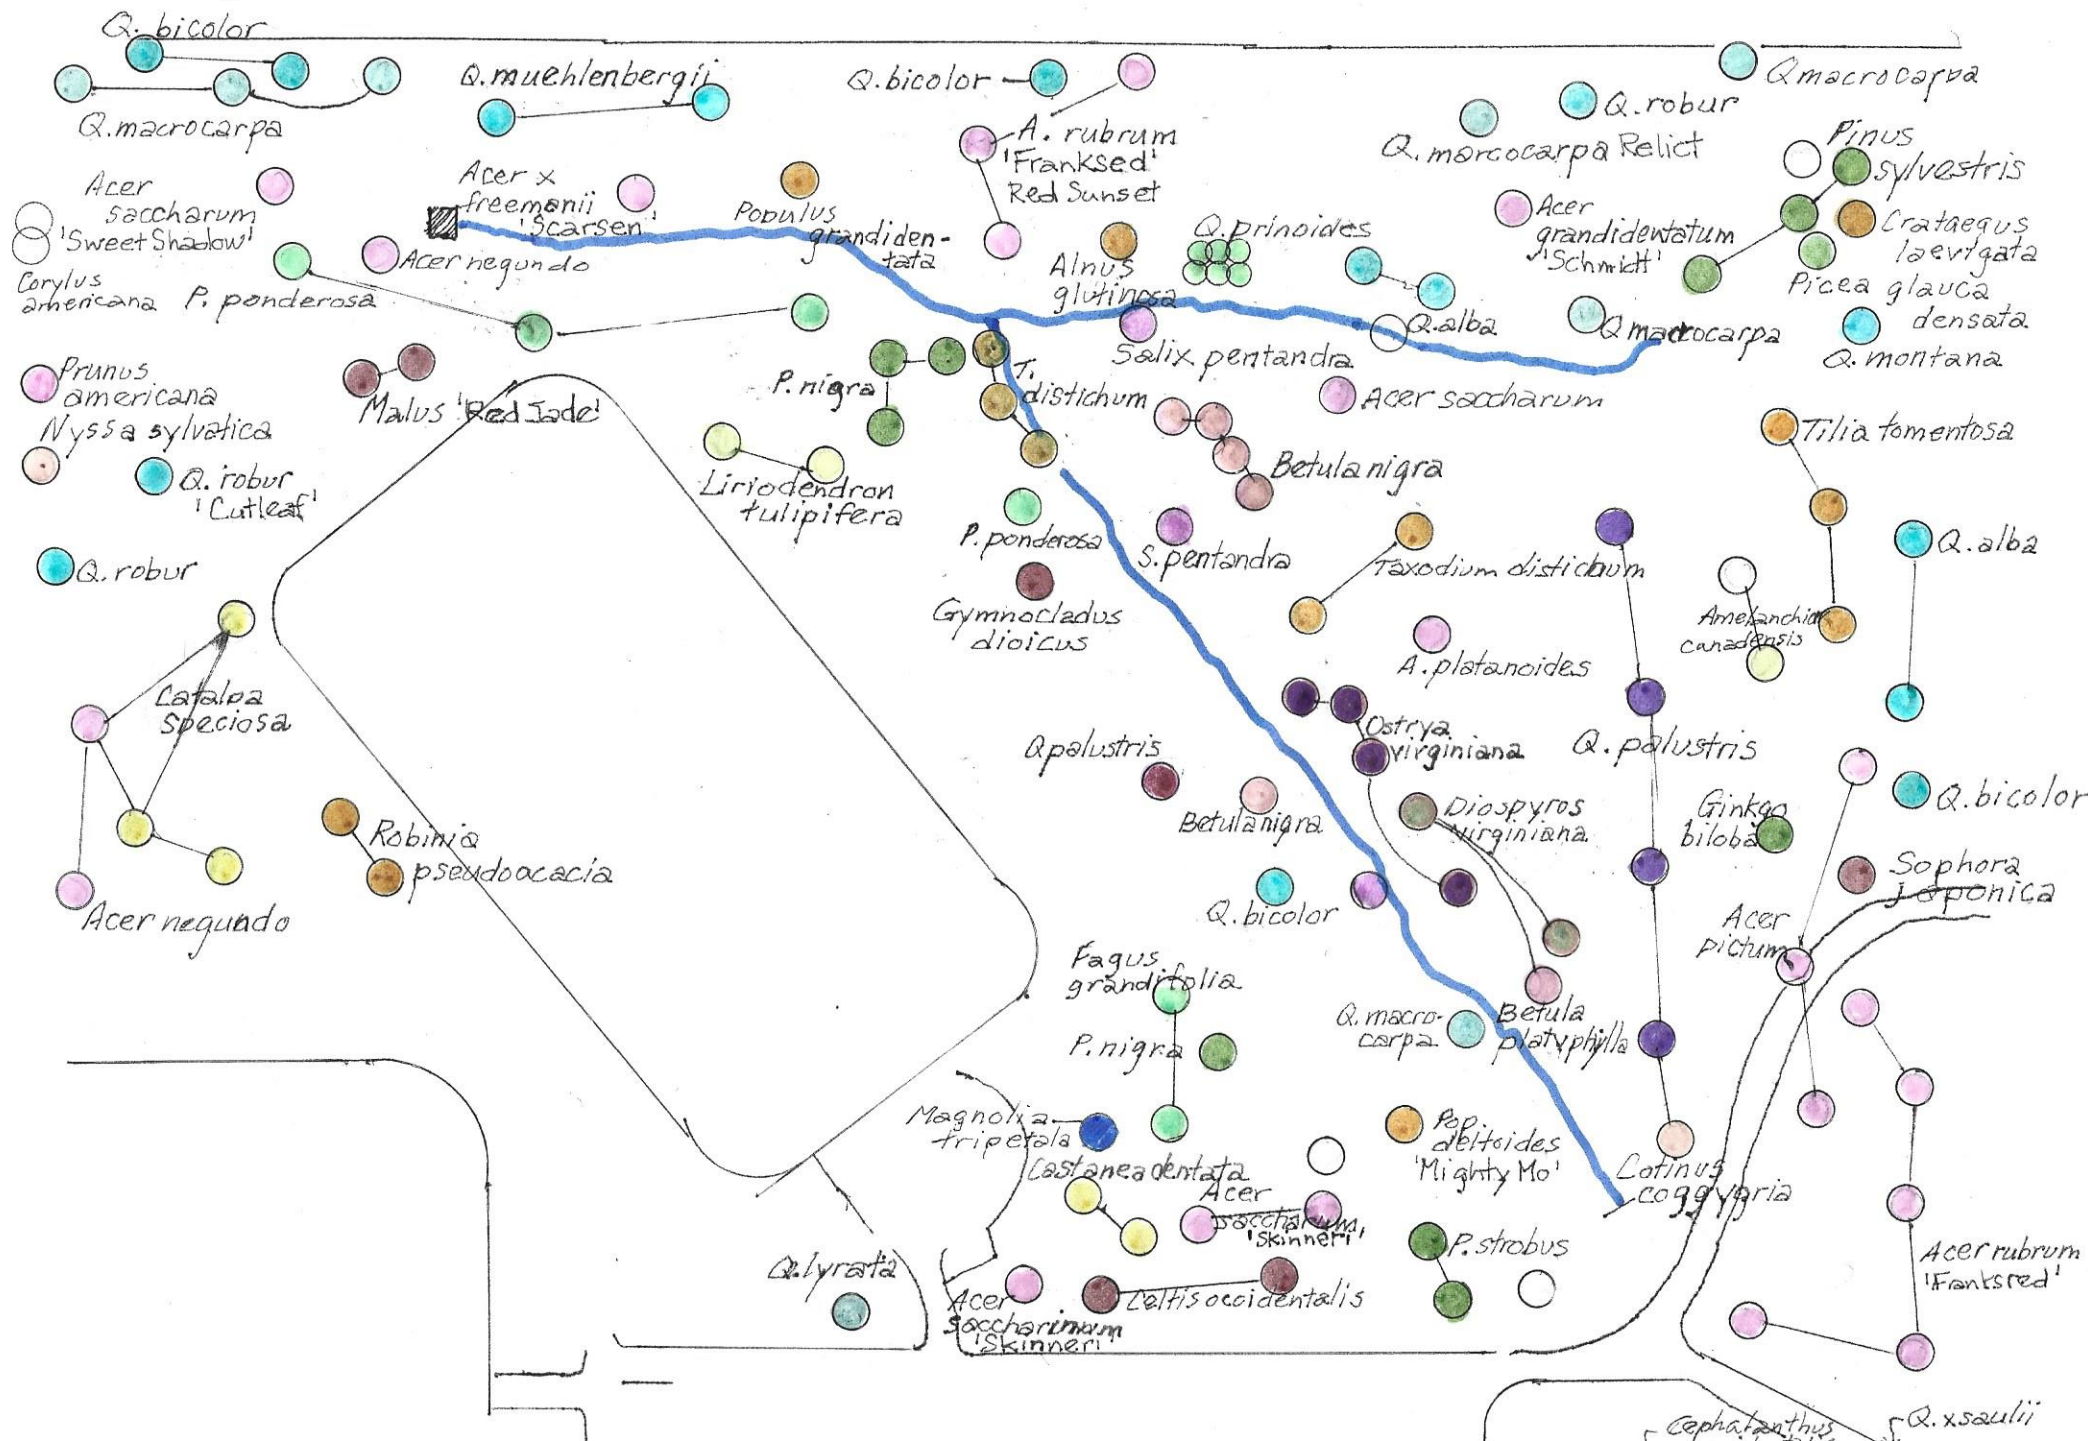 Q. bicolor
Q. macrocarpa
Q. muehlenbergii
Q. bicolor
A. rubrum
'Franksed'
Red Sunset
Q macrocarpa
Q. robur
Q. marcocarpa Relict
Pinus
sylvestris
Acer
saccharum
'Sweet Shadow'
Corylus
americana
P. ponderosa
Acer x
freemanii
'Scarsen'
Acer negundo
Populus
grandiden-
tata
Alnus
glutinosa
Q. prinoides
Q. alba
Acer
grandidentatum
'Schmidt'
Crataegus
laevigata
Picea glauca
densata
Q macrocarpa
Q. montana
Prunus
americana
Nyssa sylvatica
Malus 'Red Jade'
Q. robur
'Cutleaf'
Q. robur
P. nigra
T.
distichum
Salix pentandra
Acer saccharum
Liriodendron
tulipifera
Betula nigra
Tilia tomentosa
P. ponderosa
S. pentandra
Taxodium distichum
Q. alba
Gymnocladus
dioicus
A. platanoides
Amelanchier
canadensis
Catalpa
speciosa
Q palustris
Ostrya
virginiana
Q. palustris
Betula nigra
Diospyros
virginiana
Ginkgo
biloba
Q. bicolor
Robinia
pseudoacacia
Acer negundo
Q. bicolor
Sophora
japonica
Acer
pictum
Fagus
grandifolia
P. nigra
Q. macro-
carpa
Betula
platyphylla
Magnolia
tripetala
Castanea dentata
Acer
saccharum
'Skinneri'
Pop.
deltoides
'Mighty Mo'
Cotinus
coggygria
P. strobus
Acer rubrum
'Franksred'
Q. lyrata
Acer
saccharinum
'Skinneri'
Celtis occidentalis
Cephalanthus
Q. x saulii